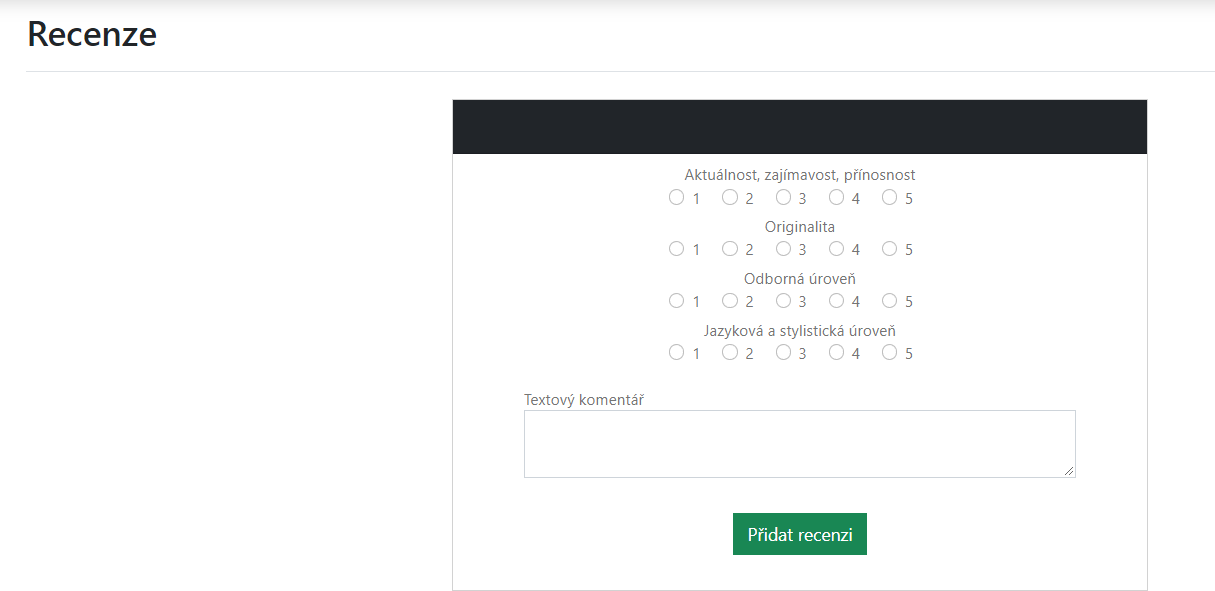 Recenze
Aktuálnost, zajímavost, přínosnost
1 2 3 4 5
Originalita
1 2 3 4 5
Odborná úroveň
1 2 3 4 5
Jazyková a stylistická úroveň
1 2 3 4 5
Textový komentář
Přidat recenzi